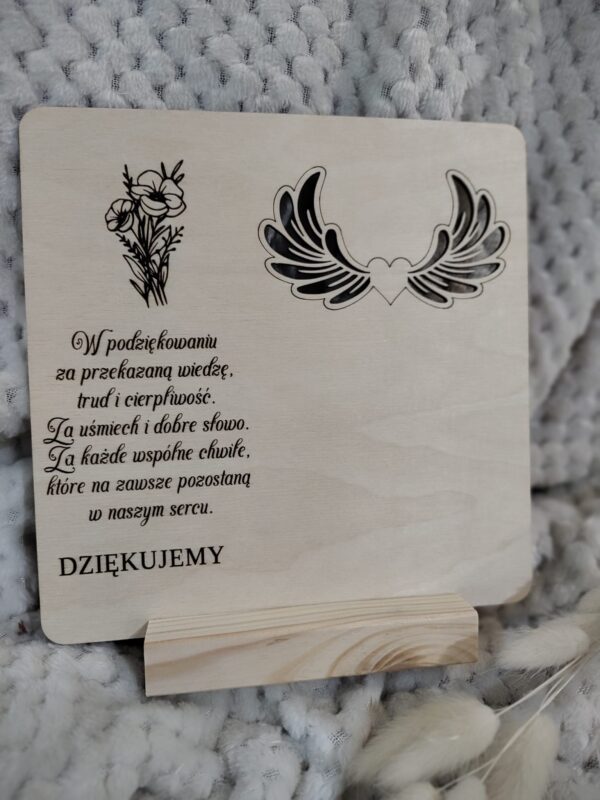 W podziękowaniu
za przekazaną wiedzę,
trud i cierpliwość.
Za uśmiech i dobre słowo.
Za każde wspólne chwile,
które na zawsze pozostaną
w naszym sercu.
DZIĘKUJEMY